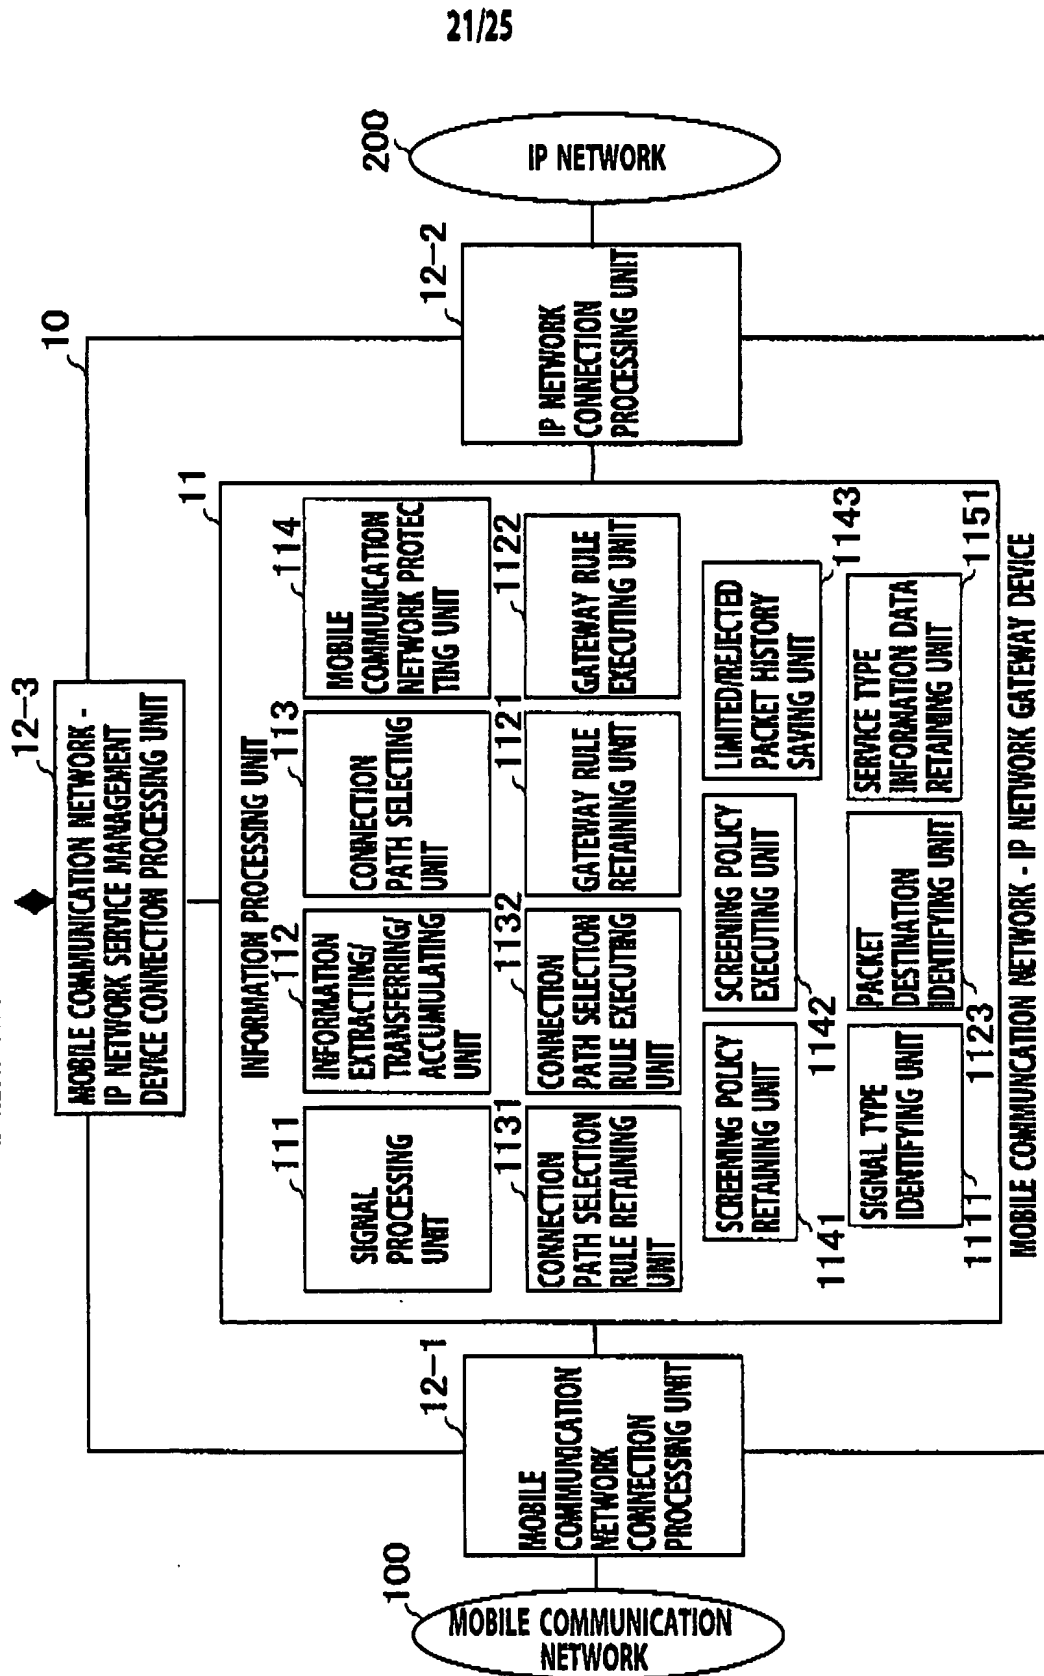 21/25
12-3
MOBILE COMMUNICATION NETWORK -
IP NETWORK SERVICE MANAGEMENT
DEVICE CONNECTION PROCESSING UNIT
10
11
INFORMATION PROCESSING UNIT
111
SIGNAL
PROCESSING
UNIT
112
INFORMATION
EXTRACTING/
TRANSFERRING/
ACCUMULATING
UNIT
113
CONNECTION
PATH SELECTING
UNIT
114
MOBILE
COMMUNICATION
NETWORK PROTEC
TING UNIT
1131
CONNECTION
PATH SELECTION
RULE RETAINING
UNIT
1132
CONNECTION
PATH SELECTION
RULE EXECUTING
UNIT
1121
GATEWAY RULE
RETAINING UNIT
1122
GATEWAY RULE
EXECUTING UNIT
SCREENING POLICY
RETAINING UNIT
1141
SCREENING POLICY
EXECUTING UNIT
1142
LIMITED/REJECTED
PACKET HISTORY
SAVING UNIT
1143
SIGNAL TYPE
IDENTIFYING UNIT
1111
PACKET
DESTINATION
IDENTIFYING UNIT
1123
SERVICE TYPE
INFORMATION DATA
RETAINING UNIT
1151
100
MOBILE COMMUNICATION
NETWORK
12-1
MOBILE
COMMUNICATION
NETWORK
CONNECTION
PROCESSING UNIT
12-2
IP NETWORK
CONNECTION
PROCESSING UNIT
200
IP NETWORK
MOBILE COMMUNCATION NETWORK - IP NETWORK GATEWAY DEVICE